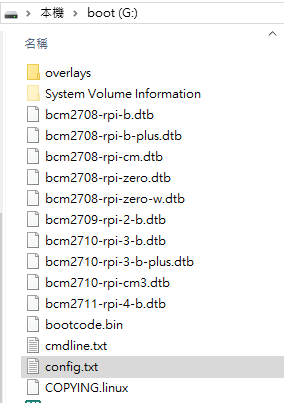 本機 > boot (G:)
名稱
overlays
System Volume Information
bcm2708-rpi-b.dtb
bcm2708-rpi-b-plus.dtb
bcm2708-rpi-cm.dtb
bcm2708-rpi-zero.dtb
bcm2708-rpi-zero-w.dtb
bcm2709-rpi-2-b.dtb
bcm2710-rpi-3-b.dtb
bcm2710-rpi-3-b-plus.dtb
bcm2710-rpi-cm3.dtb
bcm2711-rpi-4-b.dtb
bootcode.bin
cmdline.txt
config.txt
COPYING.linux